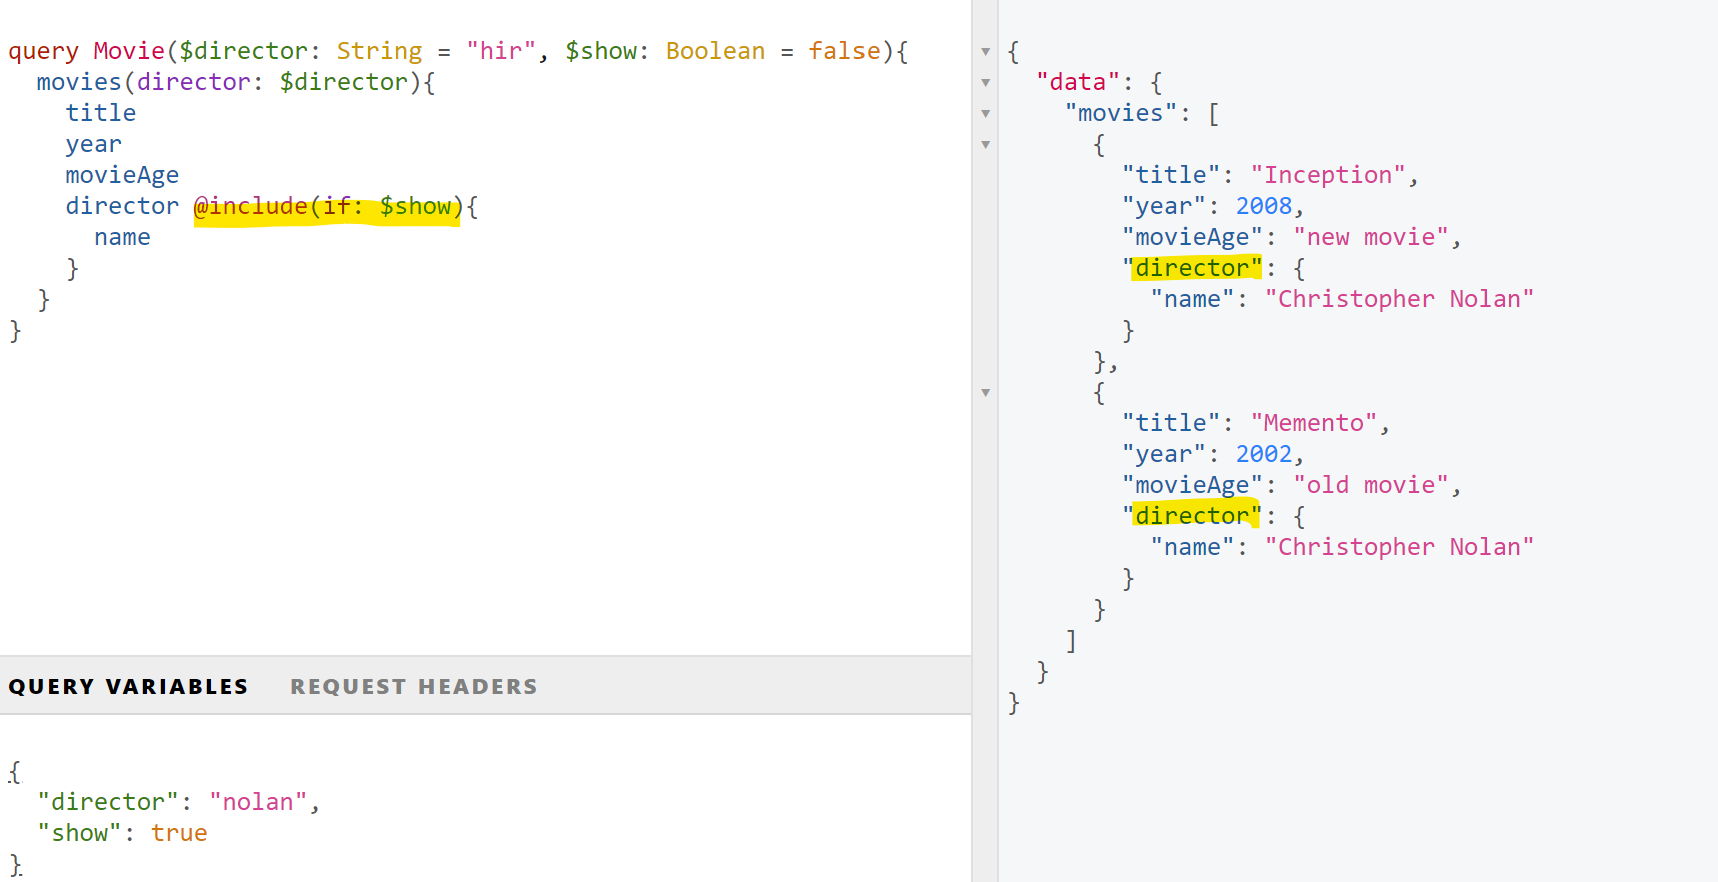 query Movie($director: String = "hir", $show: Boolean = false){
  movies(director: $director){
    title
    year
    movieAge
    director @include(if: $show){
      name
    }
  }
}
QUERY VARIABLES REQUEST HEADERS
{
  "director": "nolan",
  "show": true
}
{
  "data": {
    "movies": [
      {
        "title": "Inception",
        "year": 2008,
        "movieAge": "new movie",
        "director": {
          "name": "Christopher Nolan"
        }
      },
      {
        "title": "Memento",
        "year": 2002,
        "movieAge": "old movie",
        "director": {
          "name": "Christopher Nolan"
        }
      }
    ]
  }
}